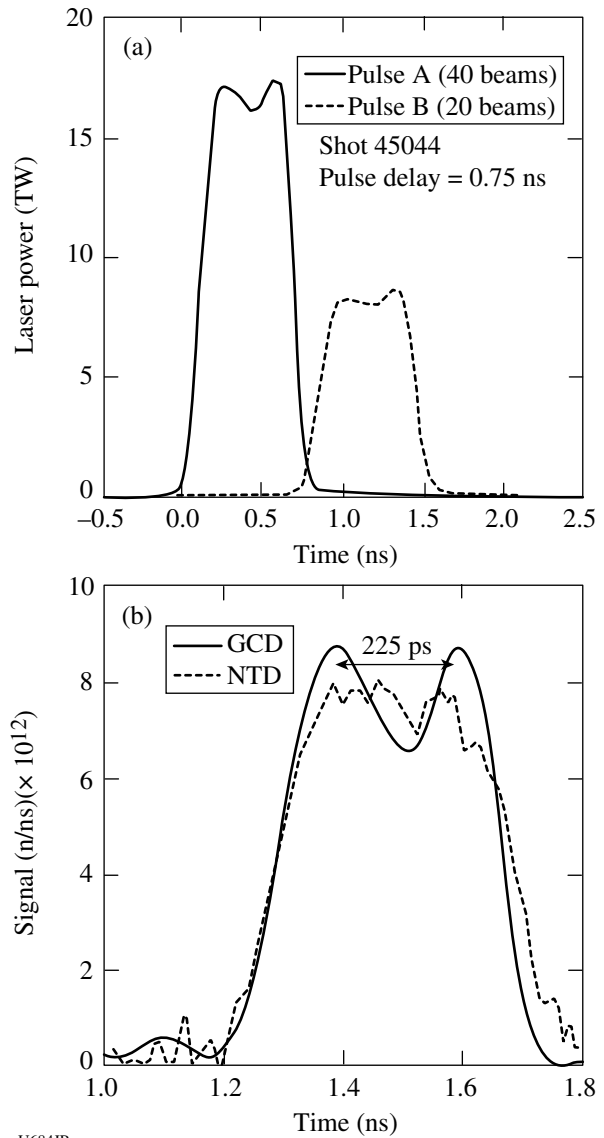 20
(a)
Pulse A (40 beams)
Pulse B (20 beams)
Shot 45044
Pulse delay = 0.75 ns
15
10
5
0
Laser power (TW)
–0.5 0.0 0.5 1.0 1.5 2.0 2.5
Time (ns)
10
(b)
225 ps
GCD
NTD
8
6
4
2
0
Signal (n/ns)(× 10¹²)
1.0 1.2 1.4 1.6 1.8
Time (ns)